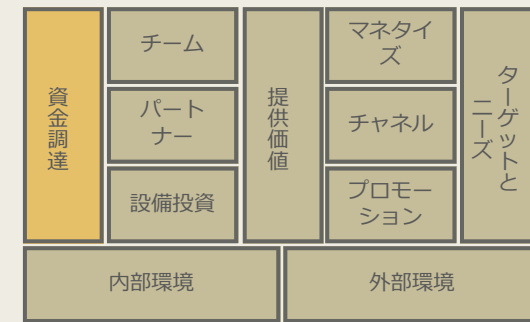 資金調達
チーム
パート
ナー
設備投資
提供価値
マネタイ
ズ
チャネル
プロモー
ション
ターゲットと
ニーズ
内部環境
外部環境